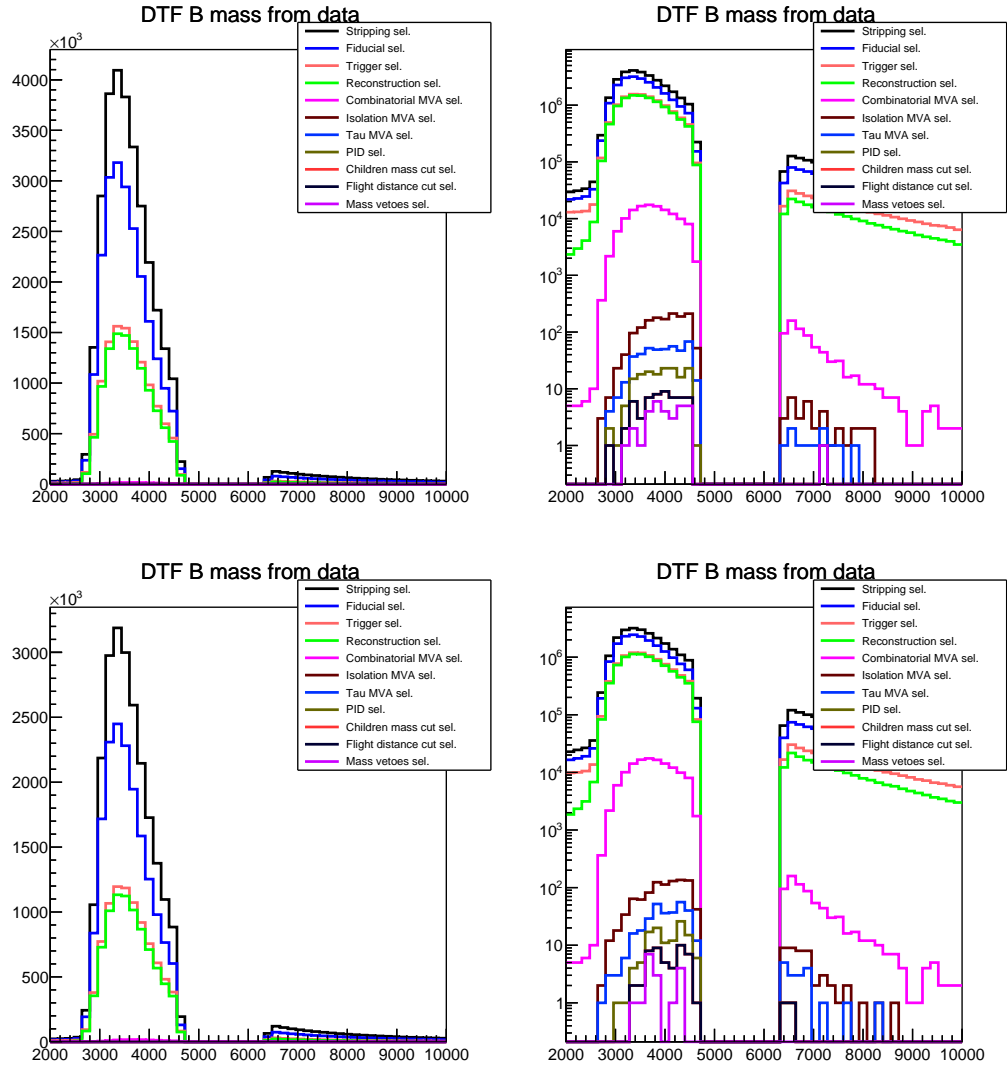 DTF B mass from data
×10³
Stripping sel.
Fiducial sel.
Trigger sel.
Reconstruction sel.
Combinatorial MVA sel.
Isolation MVA sel.
Tau MVA sel.
PID sel.
Children mass cut sel.
Flight distance cut sel.
Mass vetoes sel.
4000
3500
3000
2500
2000
1500
1000
500
0
2000 3000 4000 5000 6000 7000 8000 9000 10000
DTF B mass from data
Stripping sel.
Fiducial sel.
Trigger sel.
Reconstruction sel.
Combinatorial MVA sel.
Isolation MVA sel.
Tau MVA sel.
PID sel.
Children mass cut sel.
Flight distance cut sel.
Mass vetoes sel.
10⁶
10⁵
10⁴
10³
10²
10
1
2000 3000 4000 5000 6000 7000 8000 9000 10000
DTF B mass from data
×10³
Stripping sel.
Fiducial sel.
Trigger sel.
Reconstruction sel.
Combinatorial MVA sel.
Isolation MVA sel.
Tau MVA sel.
PID sel.
Children mass cut sel.
Flight distance cut sel.
Mass vetoes sel.
3000
2500
2000
1500
1000
500
0
2000 3000 4000 5000 6000 7000 8000 9000 10000
DTF B mass from data
Stripping sel.
Fiducial sel.
Trigger sel.
Reconstruction sel.
Combinatorial MVA sel.
Isolation MVA sel.
Tau MVA sel.
PID sel.
Children mass cut sel.
Flight distance cut sel.
Mass vetoes sel.
10⁶
10⁵
10⁴
10³
10²
10
1
2000 3000 4000 5000 6000 7000 8000 9000 10000